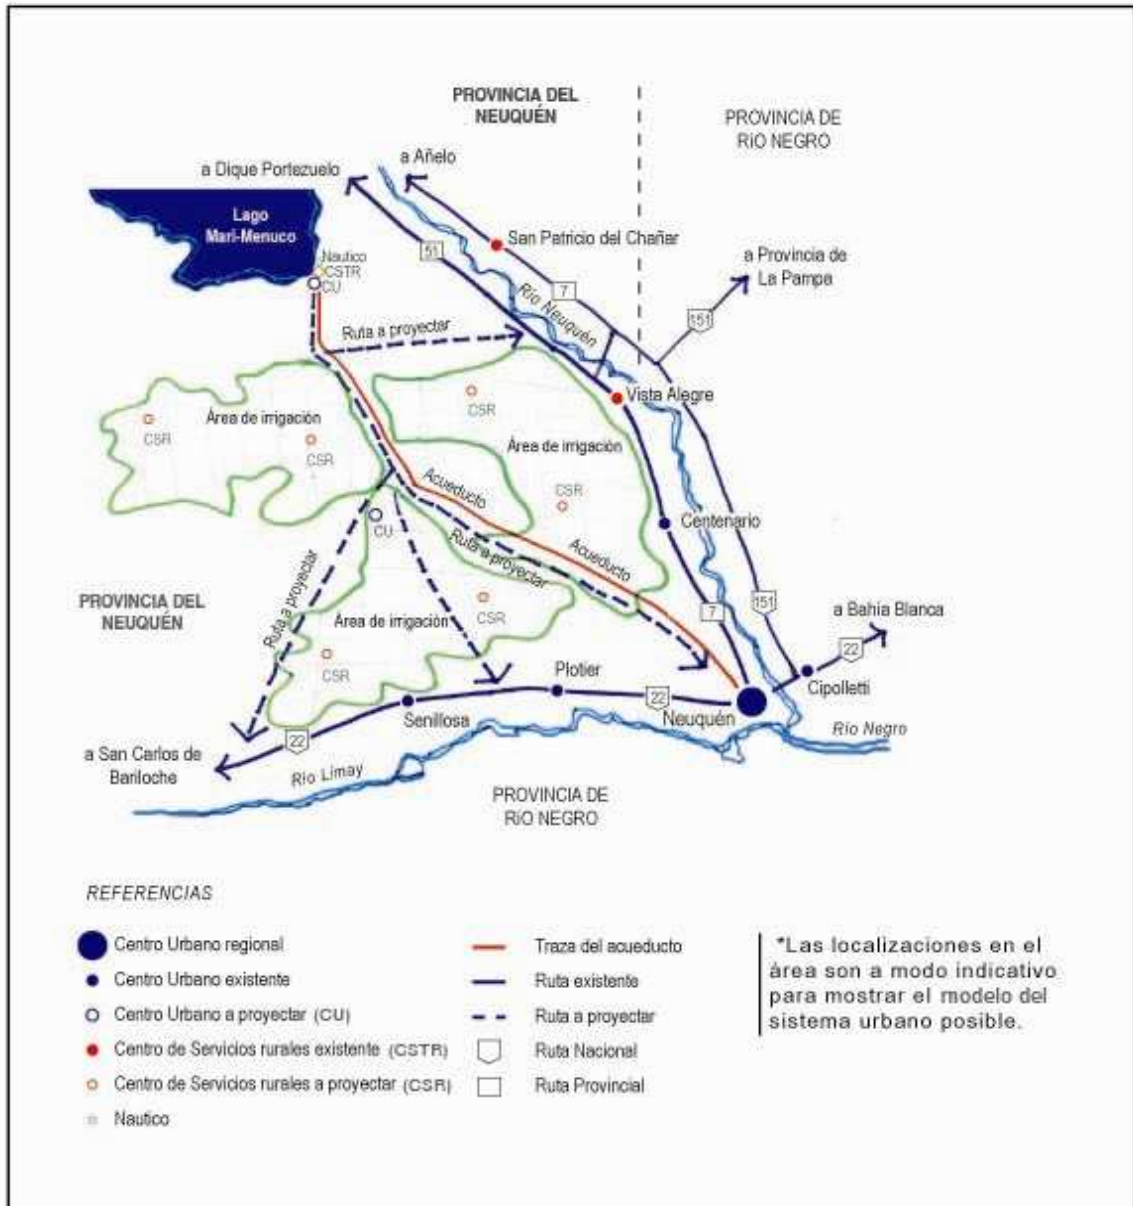 PROVINCIA DEL
NEUQUÉN
PROVINCIA DE
RíO NEGRO
a Añelo
a Dique Portezuelo
Lago
Mari-Menuco
San Patricio del Chañar
a Provincia de
La Pampa
51
7
Río Neuquén
151
Nautico
CSTR
CU
Ruta a proyectar
Vista Alegre
CSR
Área de irrigación
CSR
CSR
Área de irrigación
CSR
Acueducto
CU
Centenario
Ruta a proyectar
Acueducto
Ruta a proyectar
PROVINCIA DEL
NEUQUÉN
CSR
Área de irrigación
CSR
7
151
a Bahía Blanca
22
Plotier
Cipolletti
22
Neuquén
Senillosa
22
Río Negro
a San Carlos de
Bariloche
Río Limay
PROVINCIA DE
RíO NEGRO
REFERENCIAS
Centro Urbano regional
Centro Urbano existente
Centro Urbano a proyectar (CU)
Centro de Servicios rurales existente (CSTR)
Centro de Servicios rurales a proyectar (CSR)
Nautico
Traza del acueducto
Ruta existente
Ruta a proyectar
Ruta Nacional
Ruta Provincial
*Las localizaciones en el
área son a modo indicativo
para mostrar el modelo del
sistema urbano posible.